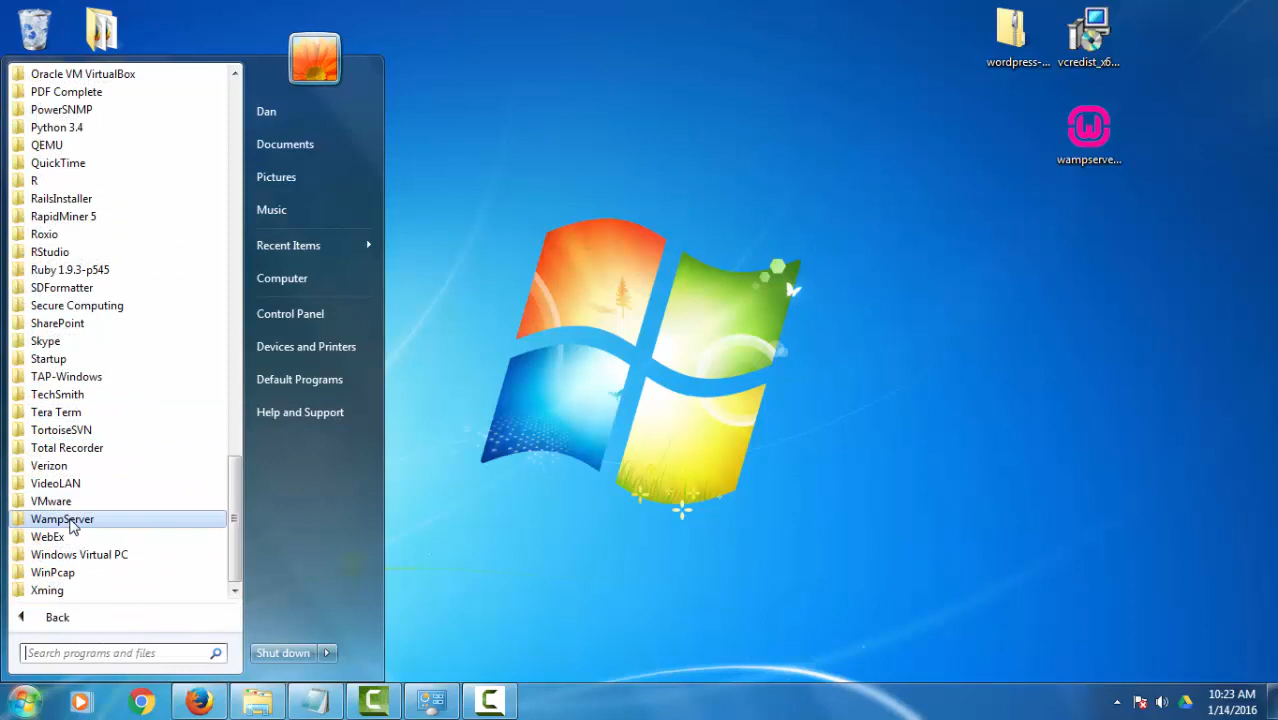 Oracle VM VirtualBox
PDF Complete
PowerSNMP
Python 3.4
QEMU
QuickTime
R
RailsInstaller
RapidMiner 5
Roxio
RStudio
Ruby 1.9.3-p545
SDFormatter
Secure Computing
SharePoint
Skype
Startup
TAP-Windows
TechSmith
Tera Term
TortoiseSVN
Total Recorder
Verizon
VideoLAN
VMware
WampServer
WebEx
Windows Virtual PC
WinPcap
Xming
Back
Search programs and files
Dan
Documents
Pictures
Music
Recent Items
Computer
Control Panel
Devices and Printers
Default Programs
Help and Support
Shut down
wordpress-...
vcredist_x6...
wampserve...
10:23 AM
1/14/2016